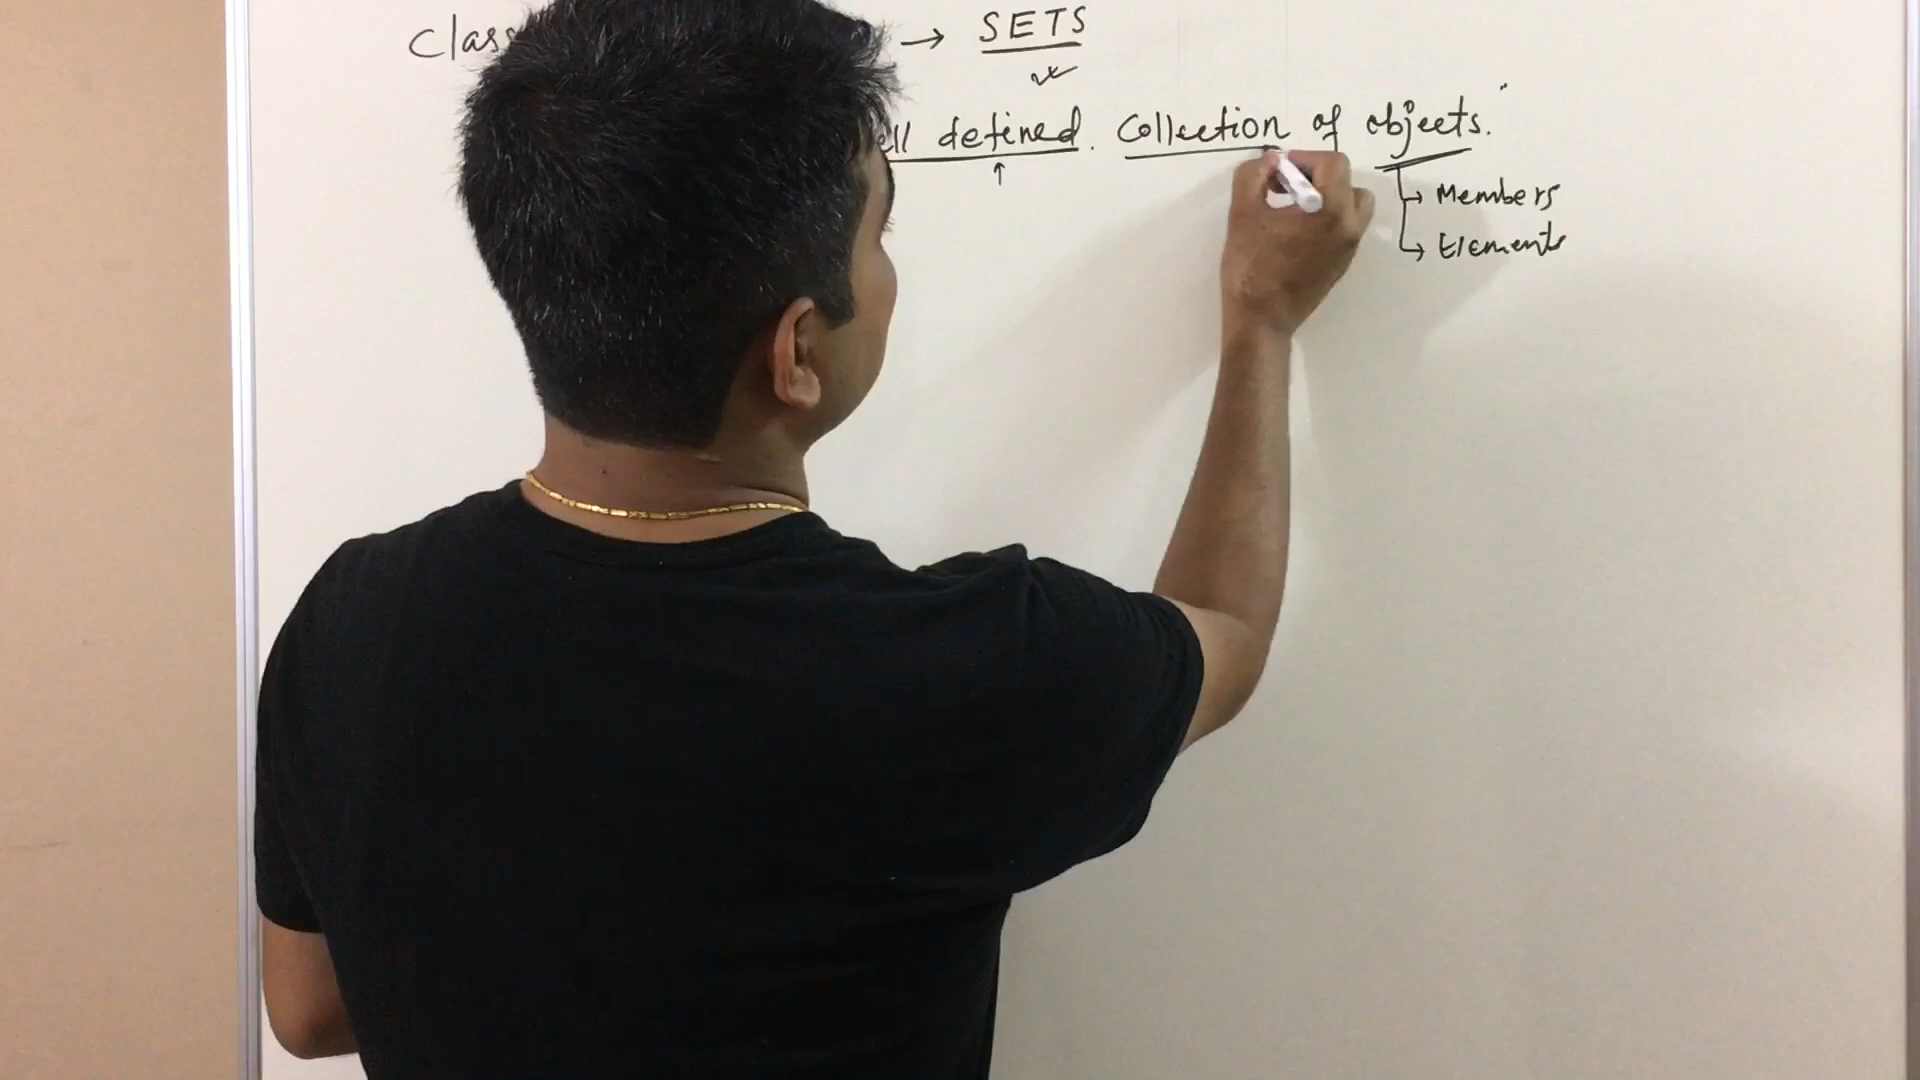 Class → SETS
ell defined. Collection of objects."
→ Members
→ Elements